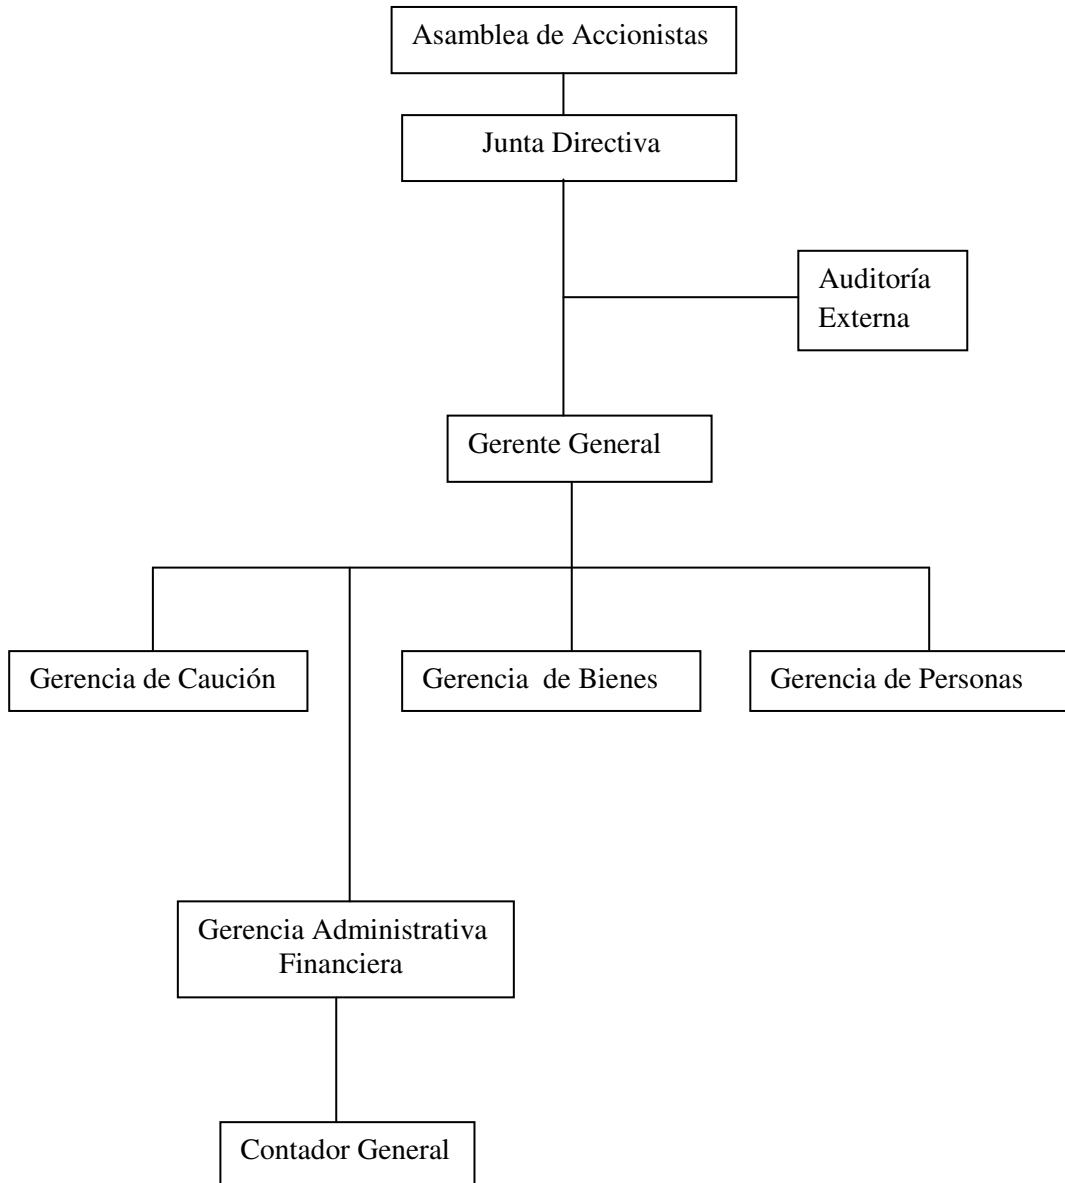 Asamblea de Accionistas
Junta Directiva
Auditoría
Externa
Gerente General
Gerencia de Caución
Gerencia de Bienes
Gerencia de Personas
Gerencia Administrativa
Financiera
Contador General